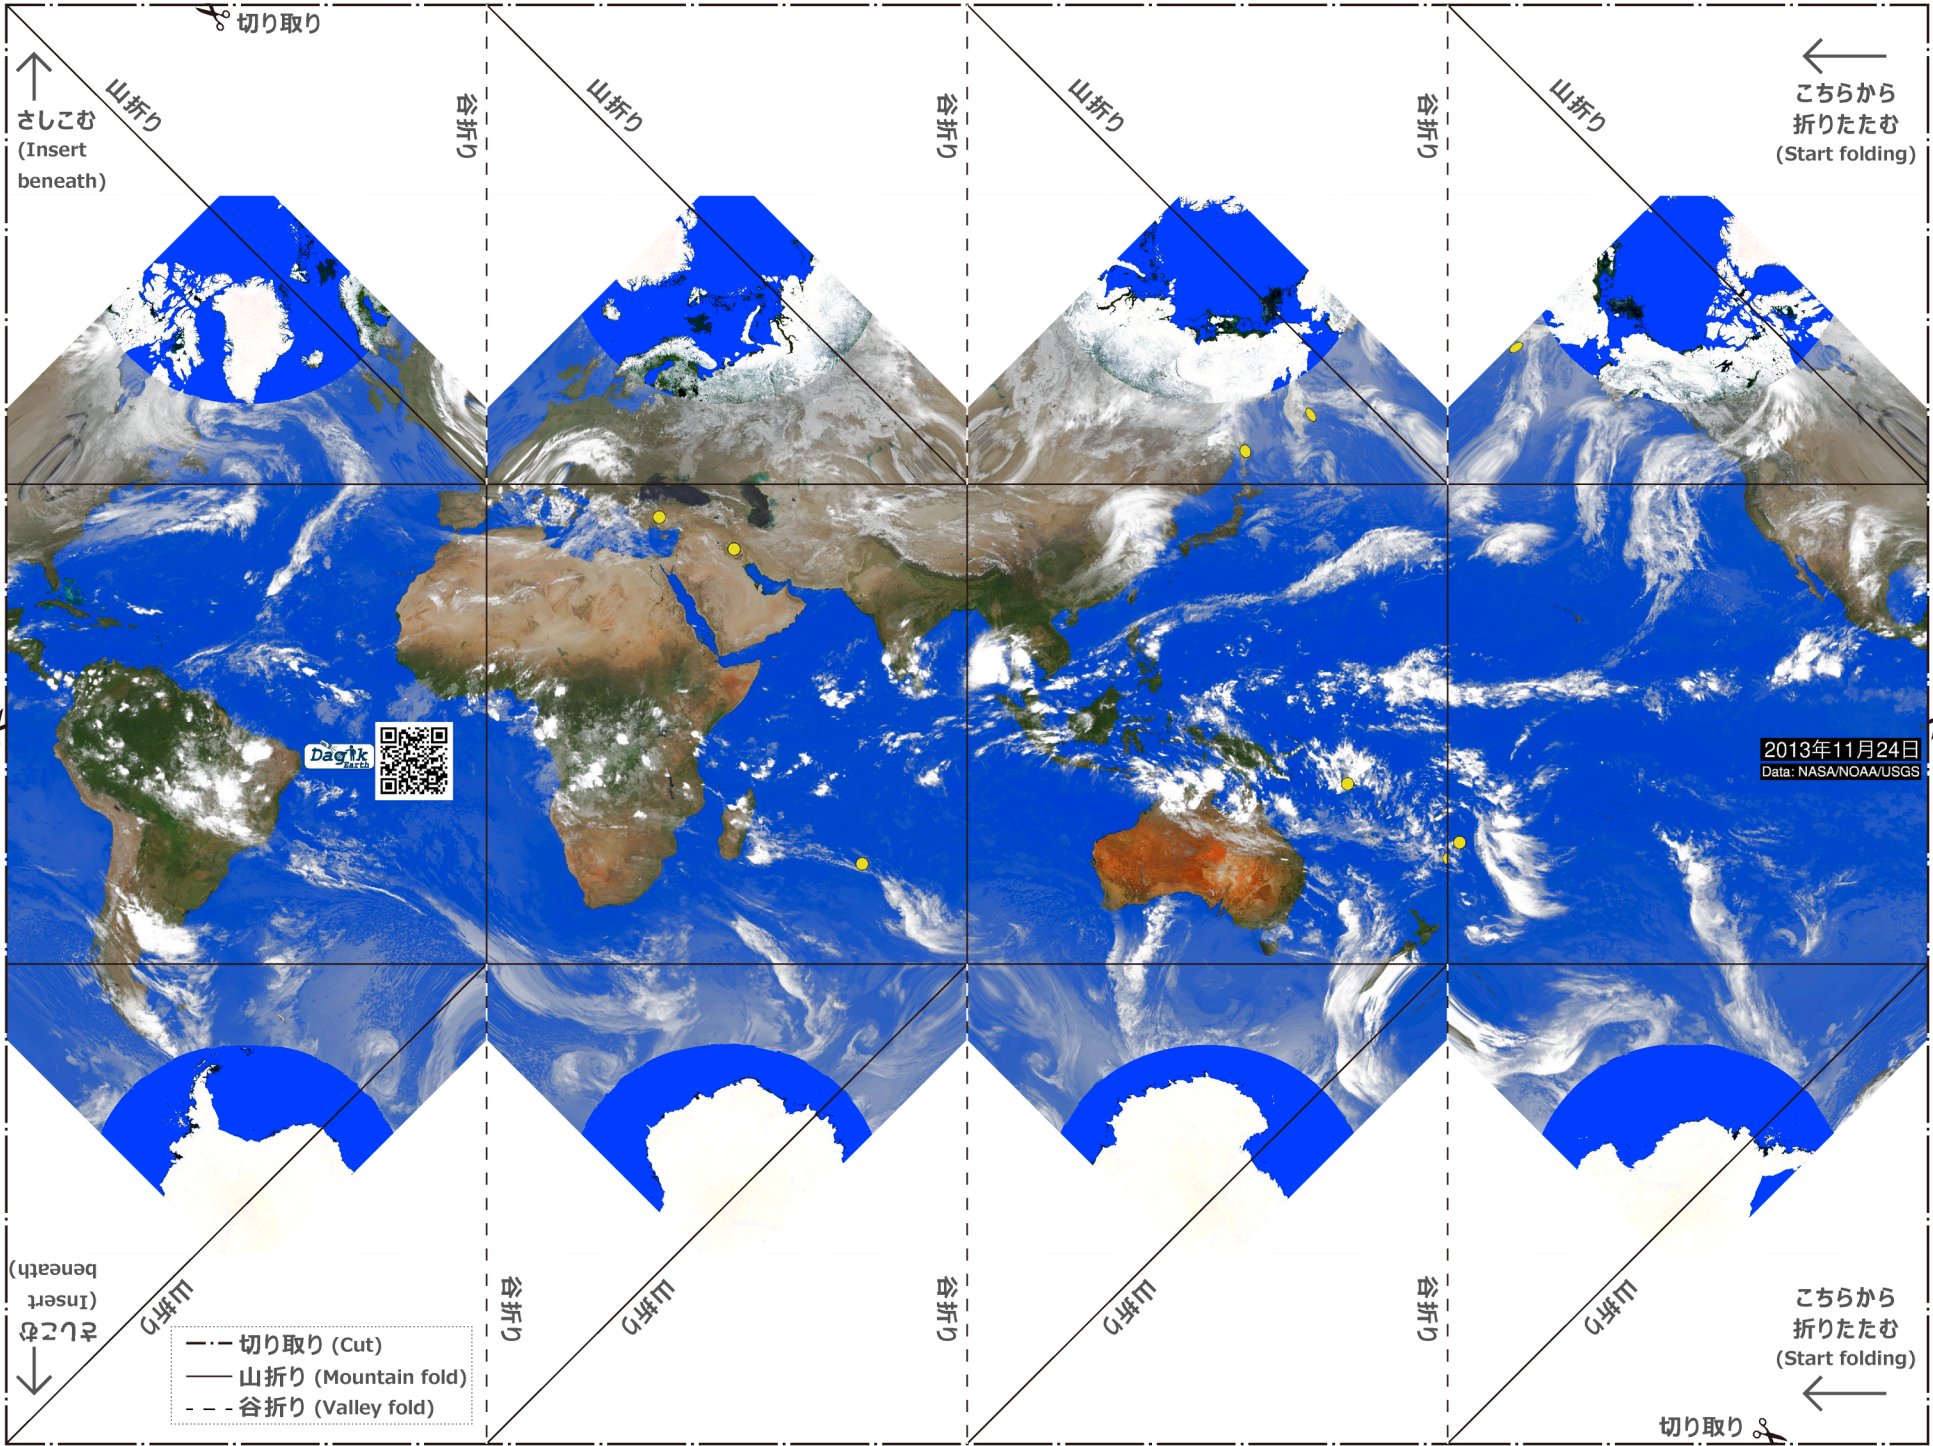 切り取り
山折り
谷折り
山折り
谷折り
山折り
谷折り
山折り
さしこむ
(Insert
beneath)
こちらから
折りたたむ
(Start folding)
Dagik
Earth
2013年11月24日
Data: NASA/NOAA/USGS
さしこむ
(Insert
beneath)
山折り
谷折り
山折り
谷折り
山折り
谷折り
山折り
こちらから
折りたたむ
(Start folding)
切り取り (Cut)
山折り (Mountain fold)
谷折り (Valley fold)
切り取り